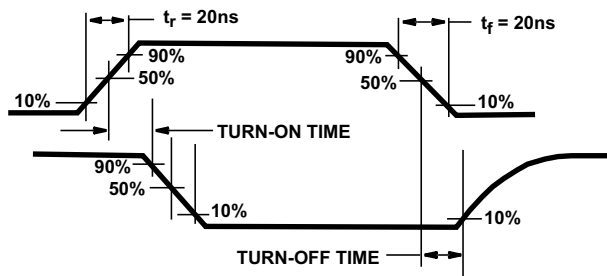 tr = 20ns
tf = 20ns
90%
90%
50%
50%
10%
10%
TURN-ON TIME
90%
50%
10%
10%
TURN-OFF TIME